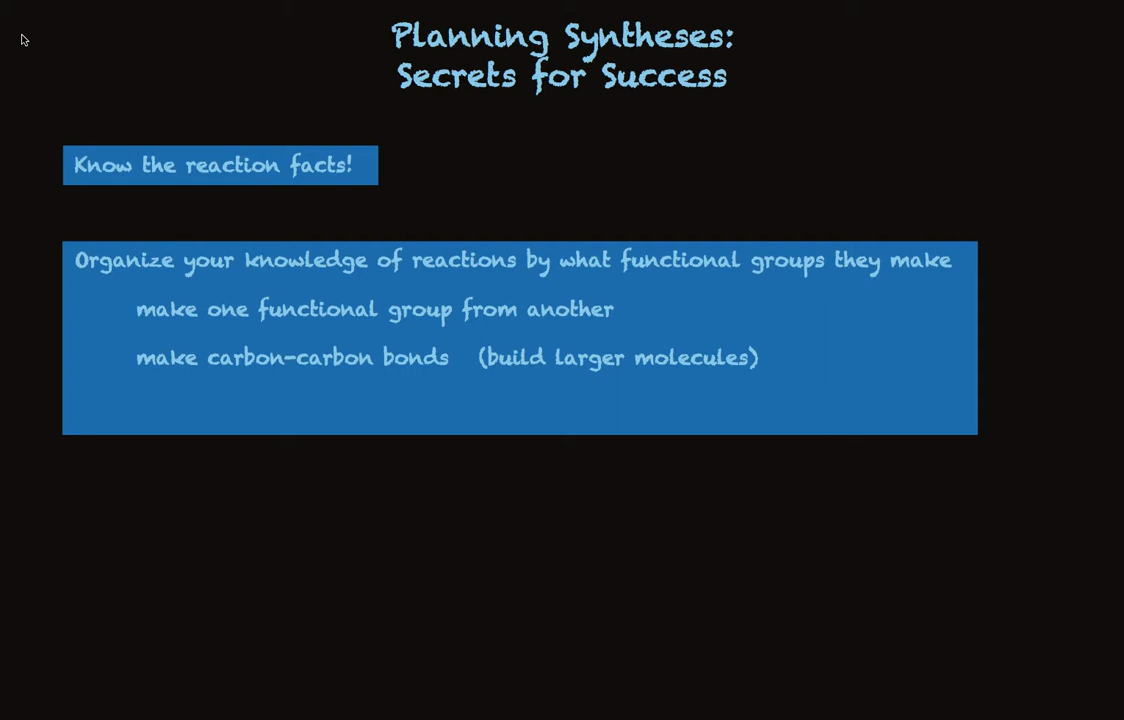 Planning Syntheses:
Secrets for Success
Know the reaction facts!
Organize your knowledge of reactions by what functional groups they make
make one functional group from another
make carbon-carbon bonds (build larger molecules)